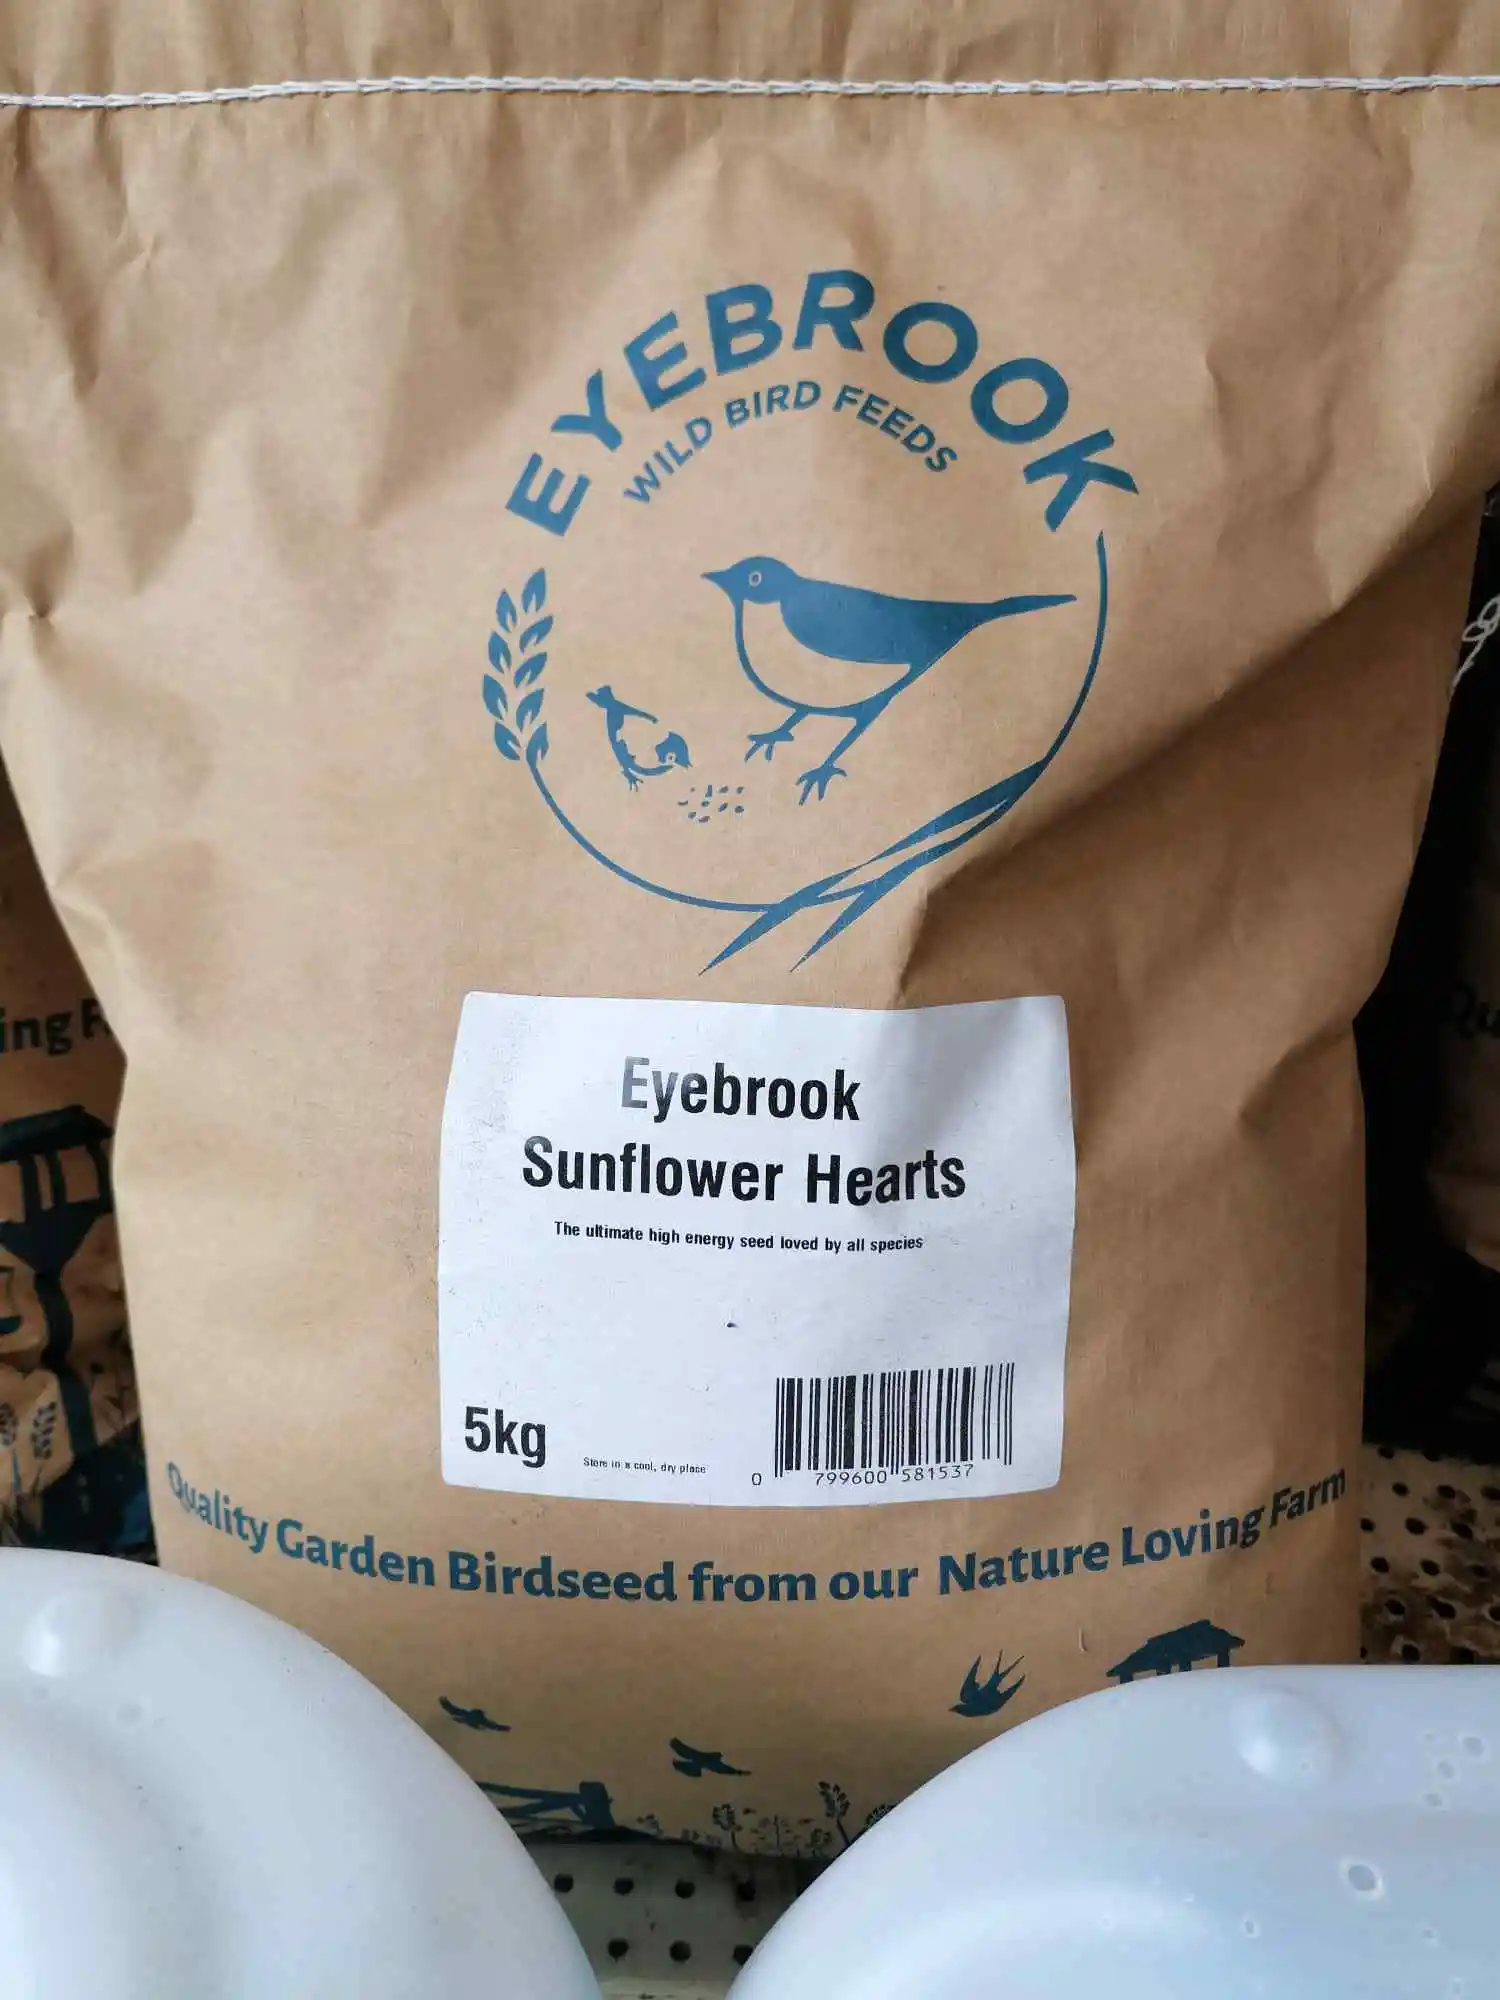 EYEBROOK
WILD BIRD FEEDS
Eyebrook
Sunflower Hearts
The ultimate high energy seed loved by all species
5kg
Store in a cool, dry place
0 799600 581537
Quality Garden Birdseed from our Nature Loving Farm
ing